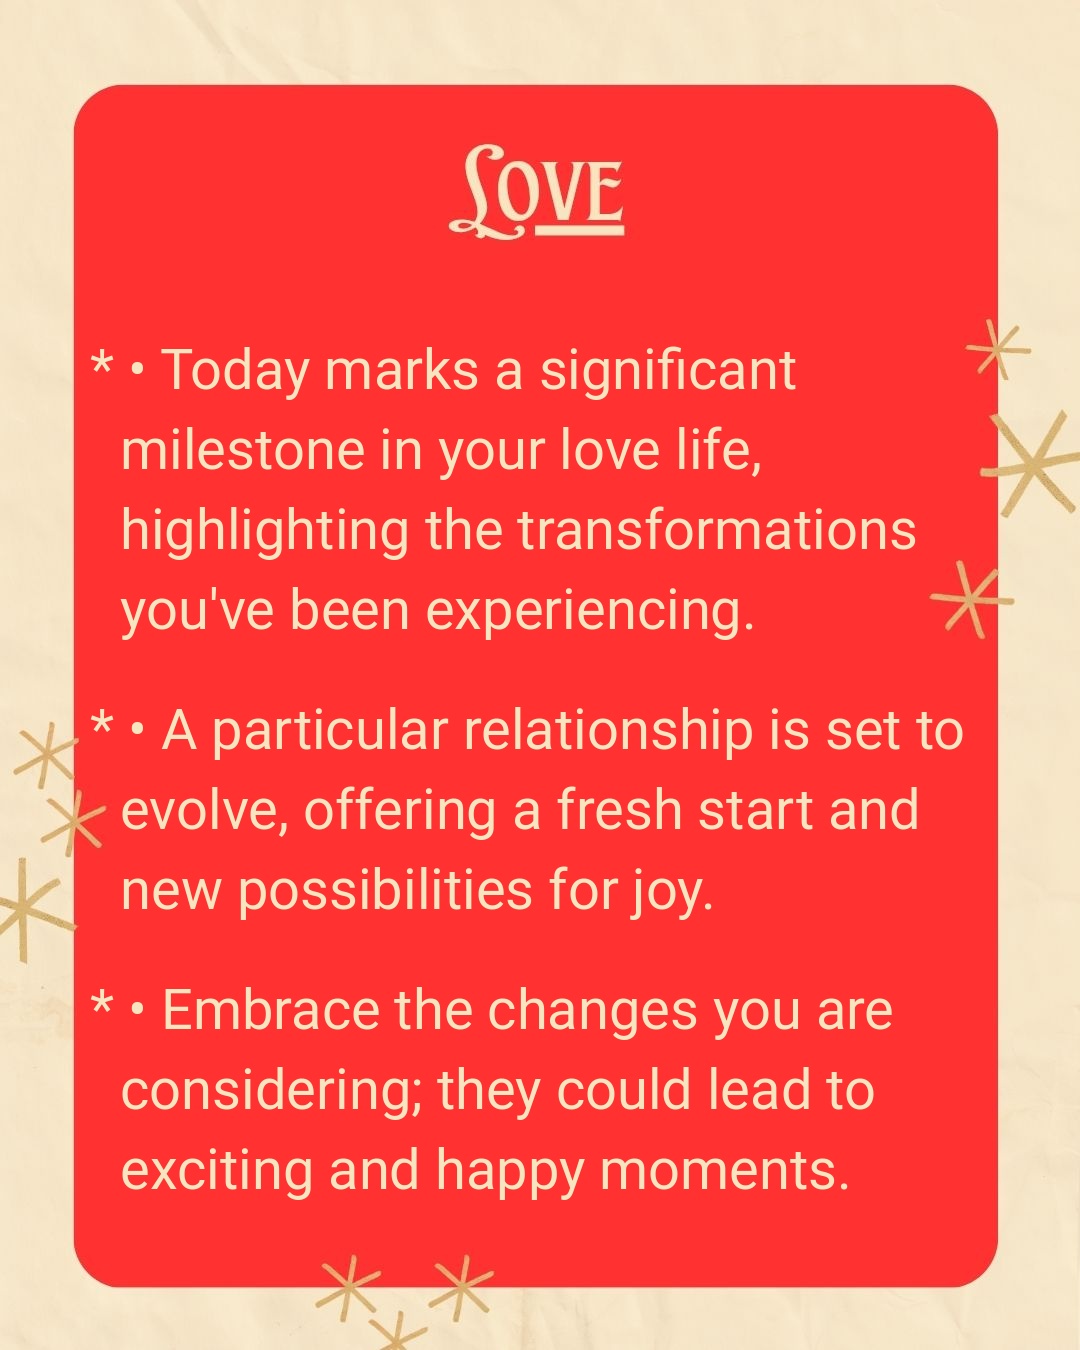 Love
* • Today marks a significant
milestone in your love life,
highlighting the transformations
you've been experiencing.
* • A particular relationship is set to
evolve, offering a fresh start and
new possibilities for joy.
* • Embrace the changes you are
considering; they could lead to
exciting and happy moments.